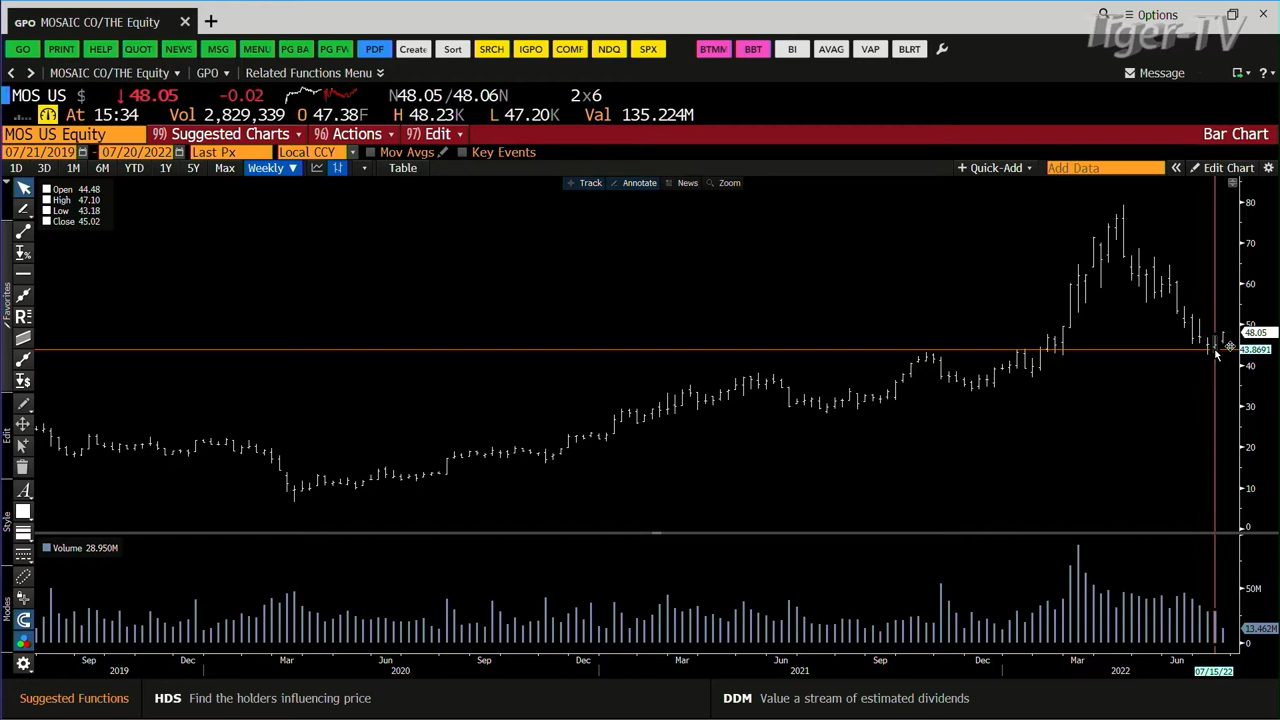 GPO MOSAIC CO/THE Equity × +
Options
Tiger-TV
GO PRINT HELP QUOT NEWS MSG MENU PG BA PG FW PDF Create Sort SRCH IGPO COMF NDQ SPX BTMM BBT BI AVAG VAP BLRT
< > MOSAIC CO/THE Equity GPO Related Functions Menu Message ?
MOS US $ ↓48.05 -0.02 N48.05/48.06N 2x6
At 15:34 Vol 2,829,339 O 47.38F H 48.23K L 47.20K Val 135.224M
MOS US Equity 99) Suggested Charts 96) Actions 97) Edit Bar Chart
07/21/2019 - 07/20/2022 Last Px Local CCY Mov Avgs Key Events
1D 3D 1M 6M YTD 1Y 5Y Max Weekly ▼ Table + Quick-Add Add Data « Edit Chart
Track Annotate News Zoom
Open 44.48
High 47.10
Low 43.18
Close 45.02
80
70
60
50
48.05
43.8691
40
30
20
10
0
Favorites
Edit
Style
Modes
Volume 28.950M
50M
13.462M
0
Sep Dec Mar Jun Sep Dec Mar Jun Sep Dec Mar Jun 07/15/22
2019 2020 2021 2022
Suggested Functions HDS Find the holders influencing price DDM Value a stream of estimated dividends